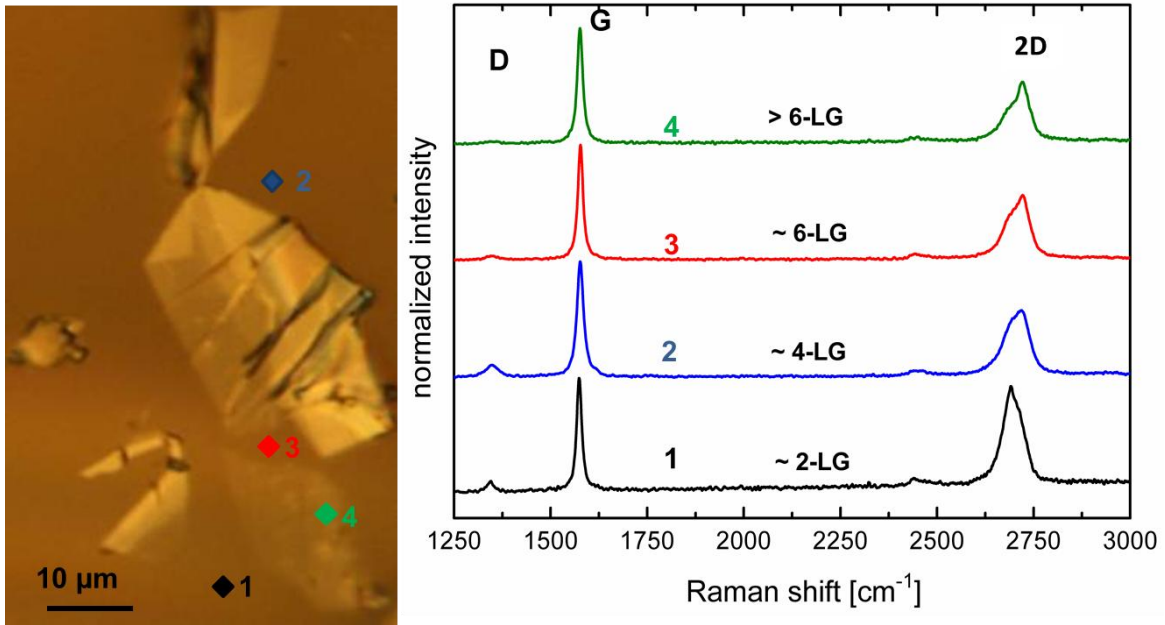 2
3
4
1
10 µm
D
G
2D
4
> 6-LG
3
~ 6-LG
2
~ 4-LG
1
~ 2-LG
normalized intensity
1250 1500 1750 2000 2250 2500 2750 3000
Raman shift [cm⁻¹]